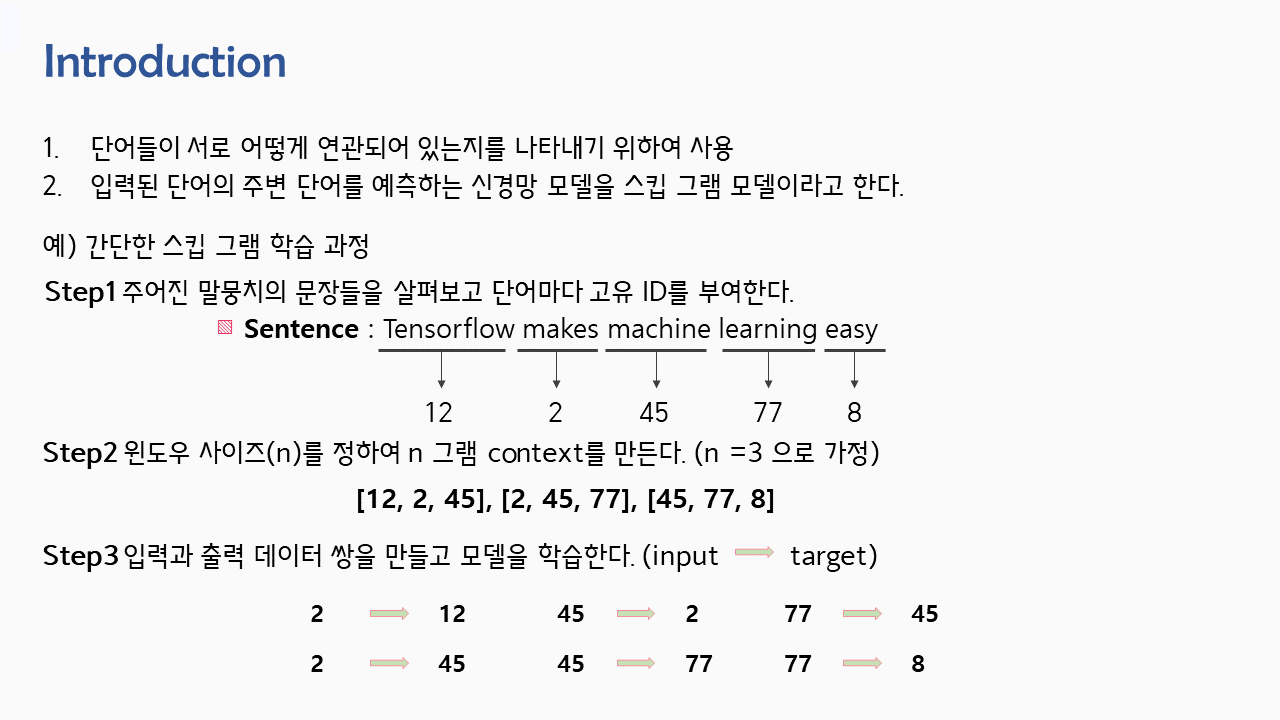 Introduction
1. 단어들이 서로 어떻게 연관되어 있는지를 나타내기 위하여 사용
2. 입력된 단어의 주변 단어를 예측하는 신경망 모델을 스킵 그램 모델이라고 한다.
예) 간단한 스킵 그램 학습 과정
Step1 주어진 말뭉치의 문장들을 살펴보고 단어마다 고유 ID를 부여한다.
Sentence : Tensorflow makes machine learning easy
12 2 45 77 8
Step2 윈도우 사이즈(n)를 정하여 n 그램 context를 만든다. (n =3 으로 가정)
[12, 2, 45], [2, 45, 77], [45, 77, 8]
Step3 입력과 출력 데이터 쌍을 만들고 모델을 학습한다. (input target)
2 12 45 2 77 45
2 45 45 77 77 8